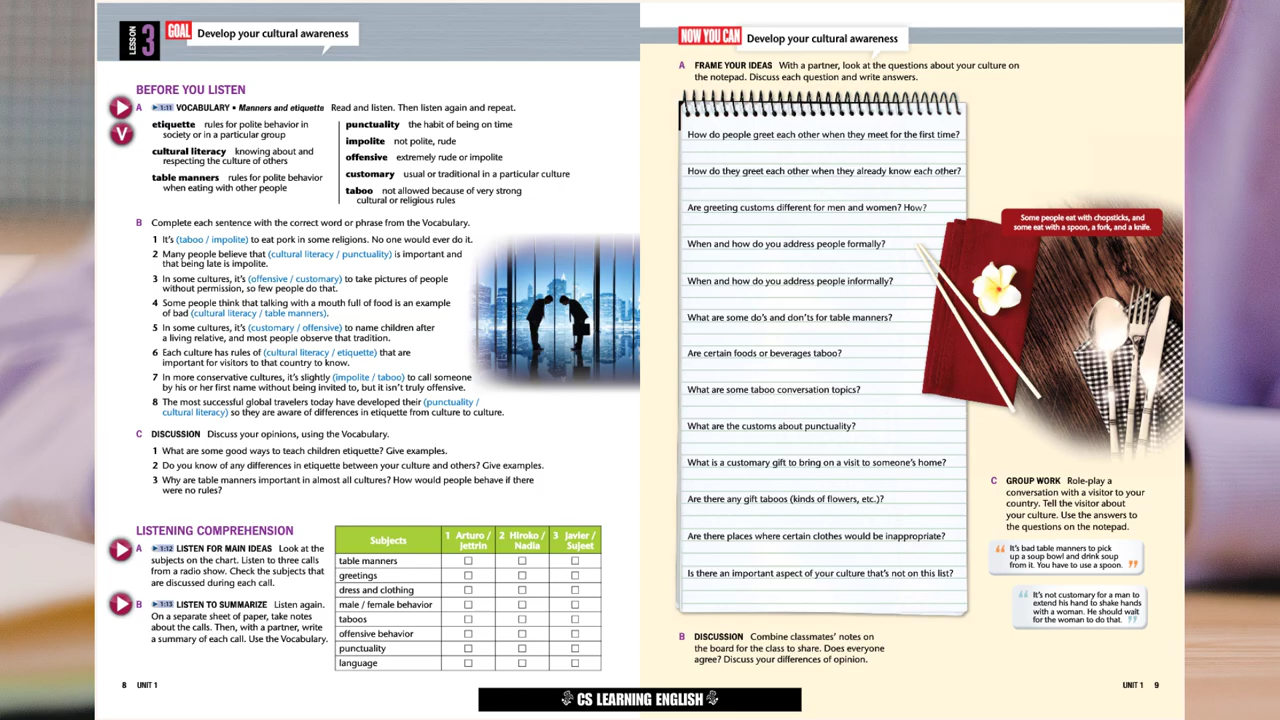 LESSON 3
GOAL Develop your cultural awareness
BEFORE YOU LISTEN
A 1:11 VOCABULARY • Manners and etiquette Read and listen. Then listen again and repeat.
V
etiquette rules for polite behavior in
society or in a particular group
cultural literacy knowing about and
respecting the culture of others
table manners rules for polite behavior
when eating with other people
punctuality the habit of being on time
impolite not polite, rude
offensive extremely rude or impolite
customary usual or traditional in a particular culture
taboo not allowed because of very strong
cultural or religious rules
B Complete each sentence with the correct word or phrase from the Vocabulary.
1 It's (taboo / impolite) to eat pork in some religions. No one would ever do it.
2 Many people believe that (cultural literacy / punctuality) is important and
that being late is impolite.
3 In some cultures, it's (offensive / customary) to take pictures of people
without permission, so few people do that.
4 Some people think that talking with a mouth full of food is an example
of bad (cultural literacy / table manners).
5 In some cultures, it's (customary / offensive) to name children after
a living relative, and most people observe that tradition.
6 Each culture has rules of (cultural literacy / etiquette) that are
important for visitors to that country to know.
7 In more conservative cultures, it's slightly (impolite / taboo) to call someone
by his or her first name without being invited to, but it isn't truly offensive.
8 The most successful global travelers today have developed their (punctuality /
cultural literacy) so they are aware of differences in etiquette from culture to culture.
C DISCUSSION Discuss your opinions, using the Vocabulary.
1 What are some good ways to teach children etiquette? Give examples.
2 Do you know of any differences in etiquette between your culture and others? Give examples.
3 Why are table manners important in almost all cultures? How would people behave if there
were no rules?
LISTENING COMPREHENSION
A 1:12 LISTEN FOR MAIN IDEAS Look at the
subjects on the chart. Listen to three calls
from a radio show. Check the subjects that
are discussed during each call.
B 1:13 LISTEN TO SUMMARIZE Listen again.
On a separate sheet of paper, take notes
about the calls. Then, with a partner, write
a summary of each call. Use the Vocabulary.
Subjects 1 Arturo / Jettrin 2 Hiroko / Nadia 3 Javier / Sujeet
table manners
greetings
dress and clothing
male / female behavior
taboos
offensive behavior
punctuality
language
8 UNIT 1
NOW YOU CAN Develop your cultural awareness
A FRAME YOUR IDEAS With a partner, look at the questions about your culture on
the notepad. Discuss each question and write answers.
How do people greet each other when they meet for the first time?
How do they greet each other when they already know each other?
Are greeting customs different for men and women? How?
When and how do you address people formally?
When and how do you address people informally?
What are some do's and don'ts for table manners?
Are certain foods or beverages taboo?
What are some taboo conversation topics?
What are the customs about punctuality?
What is a customary gift to bring on a visit to someone's home?
Are there any gift taboos (kinds of flowers, etc.)?
Are there places where certain clothes would be inappropriate?
Is there an important aspect of your culture that's not on this list?
Some people eat with chopsticks, and
some eat with a spoon, a fork, and a knife.
B DISCUSSION Combine classmates' notes on
the board for the class to share. Does everyone
agree? Discuss your differences of opinion.
C GROUP WORK Role-play a
conversation with a visitor to your
country. Tell the visitor about
your culture. Use the answers to
the questions on the notepad.
"It's bad table manners to pick
up a soup bowl and drink soup
from it. You have to use a spoon."
"It's not customary for a man to
extend his hand to shake hands
with a woman. He should wait
for the woman to do that."
UNIT 1 9
CS LEARNING ENGLISH